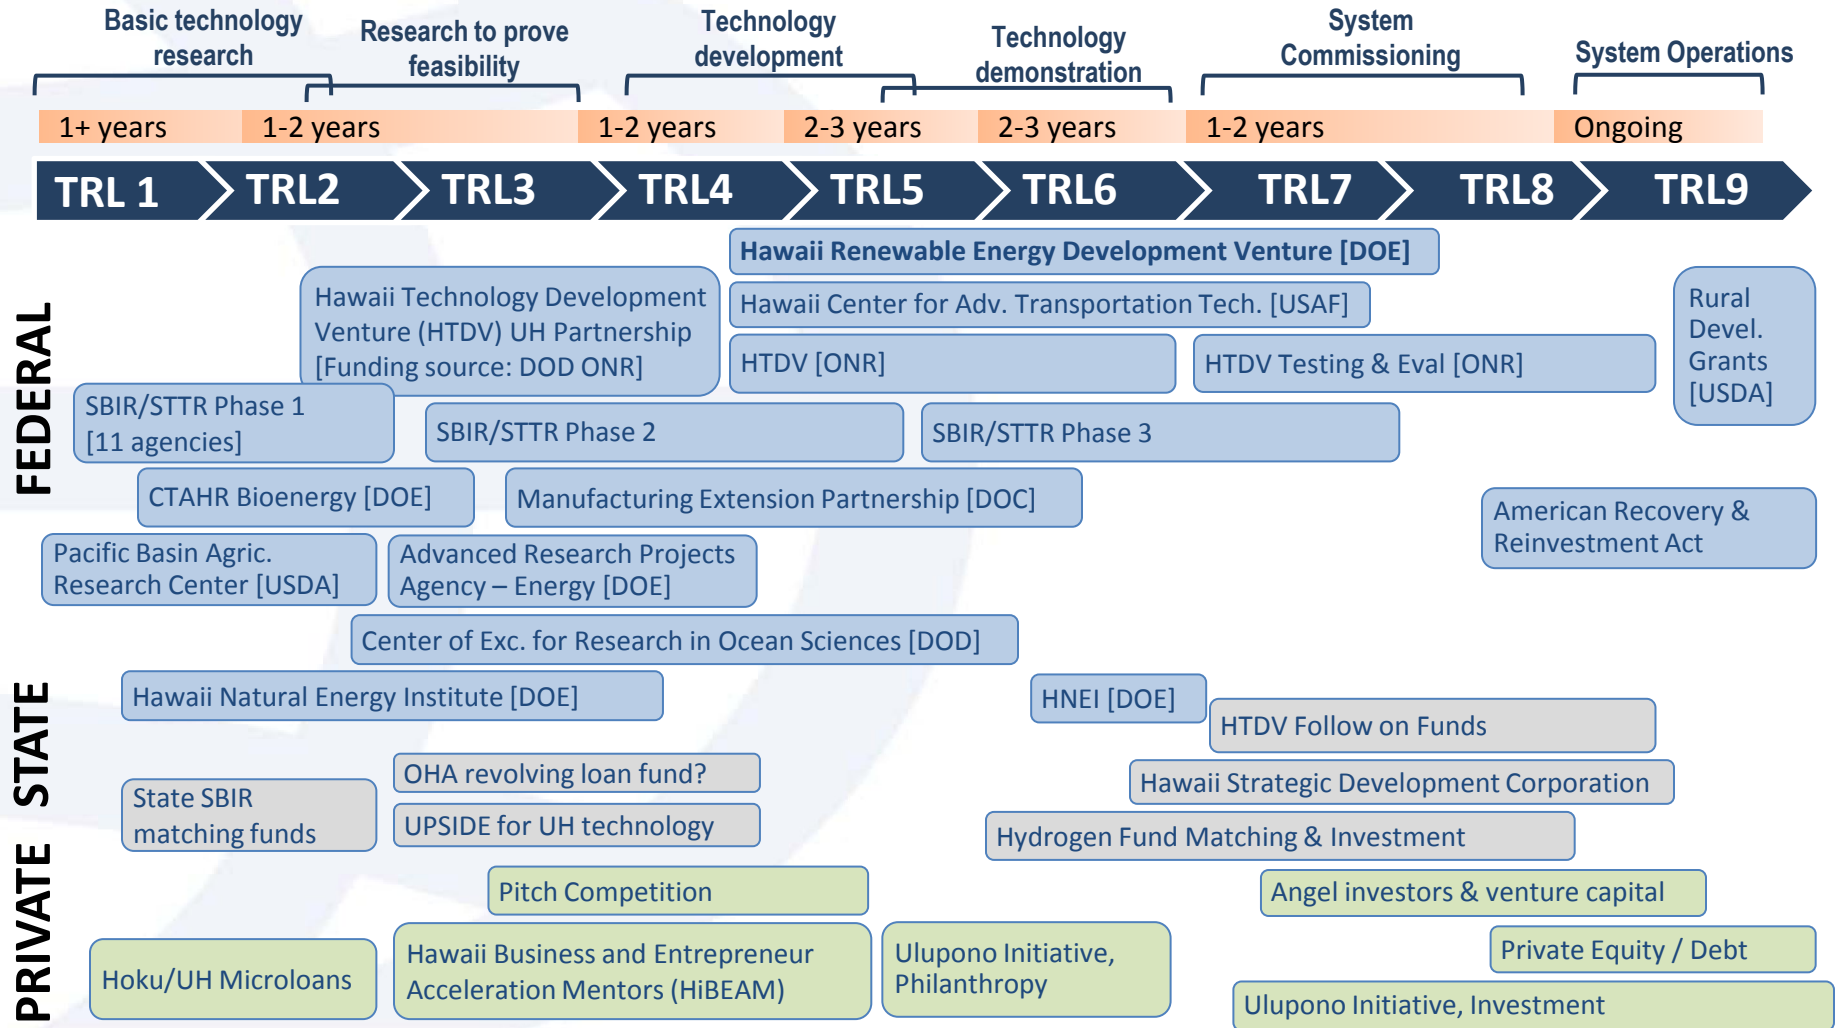 Basic technology
research
Research to prove
feasibility
Technology
development
Technology
demonstration
System
Commissioning
System Operations
1+ years
1-2 years
1-2 years
2-3 years
2-3 years
1-2 years
Ongoing
TRL 1
TRL2
TRL3
TRL4
TRL5
TRL6
TRL7
TRL8
TRL9
FEDERAL
Hawaii Renewable Energy Development Venture [DOE]
Hawaii Technology Development
Venture (HTDV) UH Partnership
[Funding source: DOD ONR]
Hawaii Center for Adv. Transportation Tech. [USAF]
Rural
Devel.
Grants
[USDA]
HTDV [ONR]
HTDV Testing & Eval [ONR]
SBIR/STTR Phase 1
[11 agencies]
SBIR/STTR Phase 2
SBIR/STTR Phase 3
CTAHR Bioenergy [DOE]
Manufacturing Extension Partnership [DOC]
American Recovery &
Reinvestment Act
Pacific Basin Agric.
Research Center [USDA]
Advanced Research Projects
Agency – Energy [DOE]
Center of Exc. for Research in Ocean Sciences [DOD]
Hawaii Natural Energy Institute [DOE]
HNEI [DOE]
STATE
HTDV Follow on Funds
OHA revolving loan fund?
Hawaii Strategic Development Corporation
State SBIR
matching funds
UPSIDE for UH technology
Hydrogen Fund Matching & Investment
PRIVATE
Pitch Competition
Angel investors & venture capital
Hoku/UH Microloans
Hawaii Business and Entrepreneur
Acceleration Mentors (HiBEAM)
Ulupono Initiative,
Philanthropy
Private Equity / Debt
Ulupono Initiative, Investment